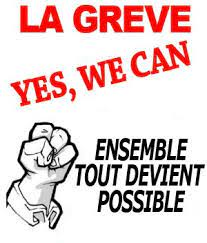 LA GREVE
YES, WE CAN
ENSEMBLE
TOUT DEVIENT
POSSIBLE